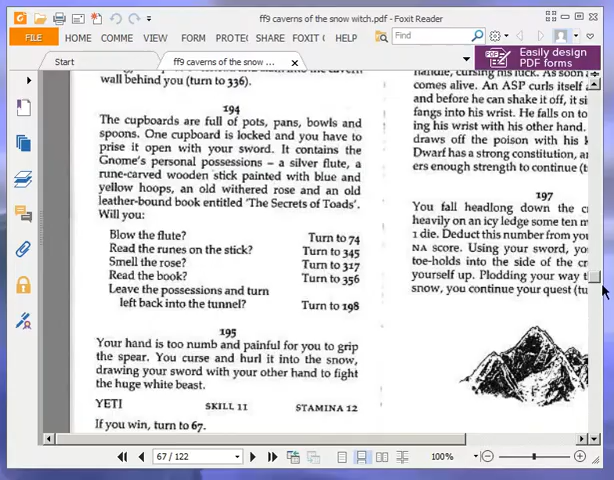 ff9 caverns of the snow witch.pdf - Foxit Reader
FILE
HOME
COMME
VIEW
FORM
PROTE
SHARE
FOXIT C
HELP
Find
Start
ff9 caverns of the snow witch.p...
Easily design
PDF forms
wall behind you (turn to 336).
194
The cupboards are full of pots, pans, bowls and
spoons. One cupboard is locked and you have to
prise it open with your sword. It contains the
Gnome's personal possessions – a silver flute, a
rune-carved wooden stick painted with blue and
yellow hoops, an old withered rose and an old
leather-bound book entitled 'The Secrets of Toads'.
Will you:
Blow the flute? Turn to 74
Read the runes on the stick? Turn to 345
Smell the rose? Turn to 317
Read the book? Turn to 356
Leave the possessions and turn
left back into the tunnel? Turn to 198
195
Your hand is too numb and painful for you to grip
the spear. You curse and hurl it into the snow,
drawing your sword with your other hand to fight
the huge white beast.
YETI SKILL 11 STAMINA 12
If you win, turn to 67.
handle, cursing his luck. As soon a
comes alive. An ASP curls itself a
and before he can shake it off, it si
fangs into his wrist. He falls on to
ing his wrist with his other hand.
draws off the poison with his k
Dwarf has a strong constitution, an
ers enough strength to continue (t
197
You fall headlong down the cr
heavily on an icy ledge some ten m
1 die. Deduct this number from you
NA score. Using your sword, yo
toe-holds into the side of the cr
yourself up. Plodding your way t
snow, you continue your quest (tu
67 / 122
100%